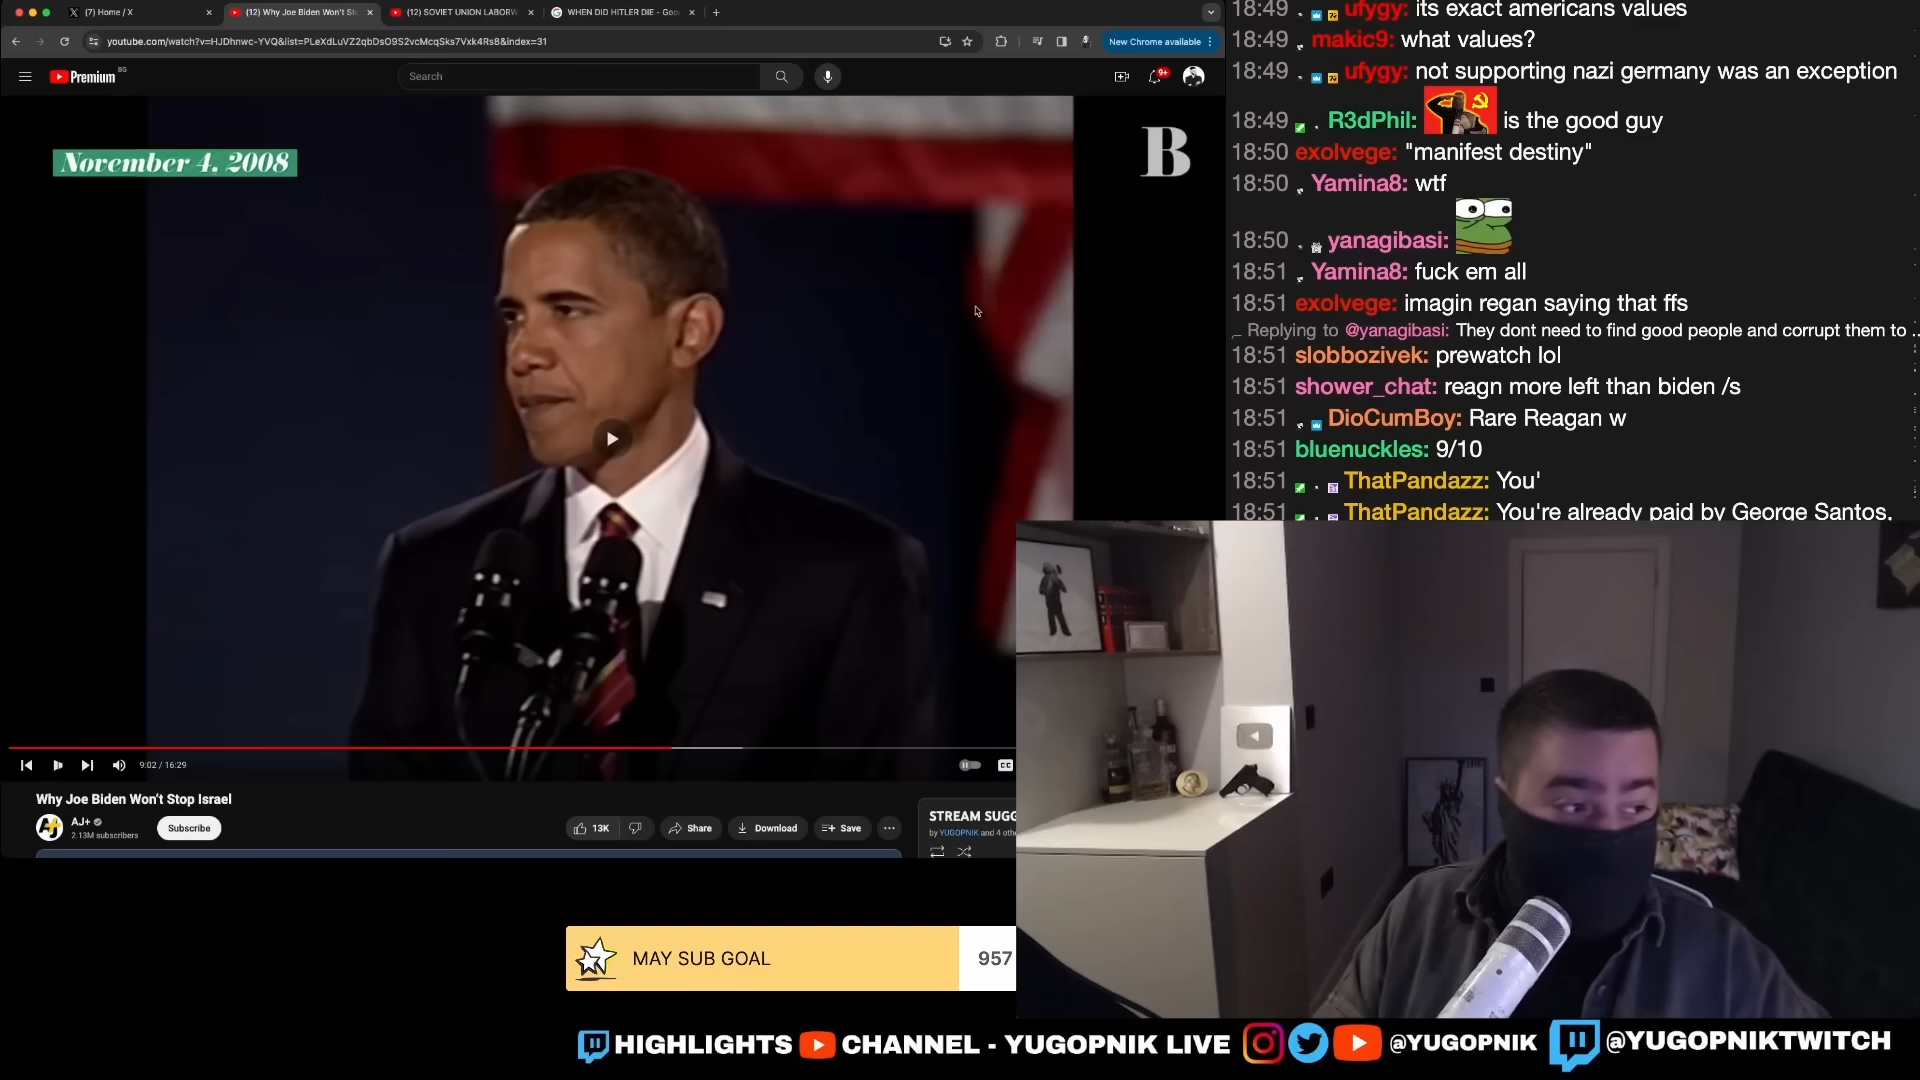 (7) Home / X
(12) Why Joe Biden Won't St
(12) SOVIET UNION LABORW
WHEN DID HITLER DIE - Goo
youtube.com/watch?v=HJDhnwc-YVQ&list=PLeXdLuVZ2qbDsO9S2vcMcqSks7Vxk4Rs8&index=31
New Chrome available
Premium BG
Search
9+
November 4, 2008
B
9:02 / 16:29
CC
Why Joe Biden Won't Stop Israel
AJ+
2.13M subscribers
Subscribe
13K
Share
Download
Save
STREAM SUGG
by YUGOPNIK and 4 oth
18:49 ufygy: its exact americans values
18:49 makic9: what values?
18:49 ufygy: not supporting nazi germany was an exception
18:49 R3dPhil: is the good guy
18:50 exolvege: "manifest destiny"
18:50 Yamina8: wtf
18:50 yanagibasi:
18:51 Yamina8: fuck em all
18:51 exolvege: imagin regan saying that ffs
Replying to @yanagibasi: They dont need to find good people and corrupt them to ...
18:51 slobbozivek: prewatch lol
18:51 shower_chat: reagn more left than biden /s
18:51 DioCumBoy: Rare Reagan w
18:51 bluenuckles: 9/10
18:51 ThatPandazz: You'
18:51 ThatPandazz: You're already paid by George Santos,
MAY SUB GOAL
957
HIGHLIGHTS CHANNEL - YUGOPNIK LIVE @YUGOPNIK @YUGOPNIKTWITCH